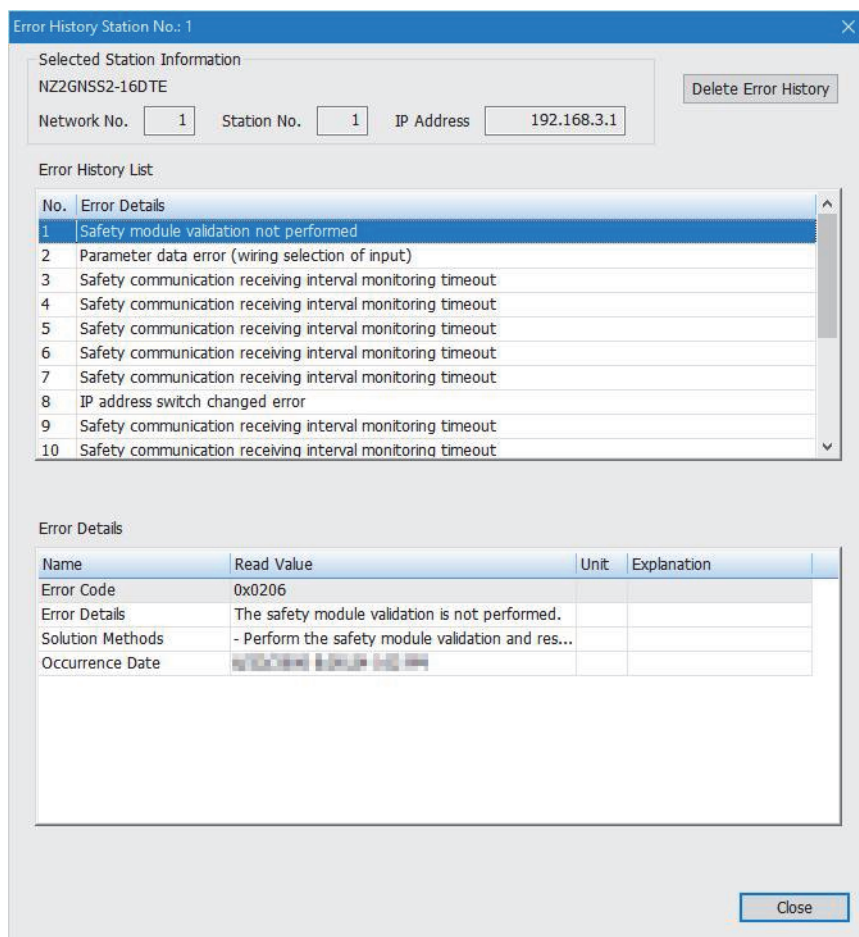 Error History Station No.: 1
Selected Station Information
NZ2GNSS2-16DTE
Delete Error History
Network No. 1 Station No. 1 IP Address 192.168.3.1
Error History List
No. Error Details
1 Safety module validation not performed
2 Parameter data error (wiring selection of input)
3 Safety communication receiving interval monitoring timeout
4 Safety communication receiving interval monitoring timeout
5 Safety communication receiving interval monitoring timeout
6 Safety communication receiving interval monitoring timeout
7 Safety communication receiving interval monitoring timeout
8 IP address switch changed error
9 Safety communication receiving interval monitoring timeout
10 Safety communication receiving interval monitoring timeout
Error Details
Name Read Value Unit Explanation
Error Code 0x0206
Error Details The safety module validation is not performed.
Solution Methods - Perform the safety module validation and res...
Occurrence Date
Close